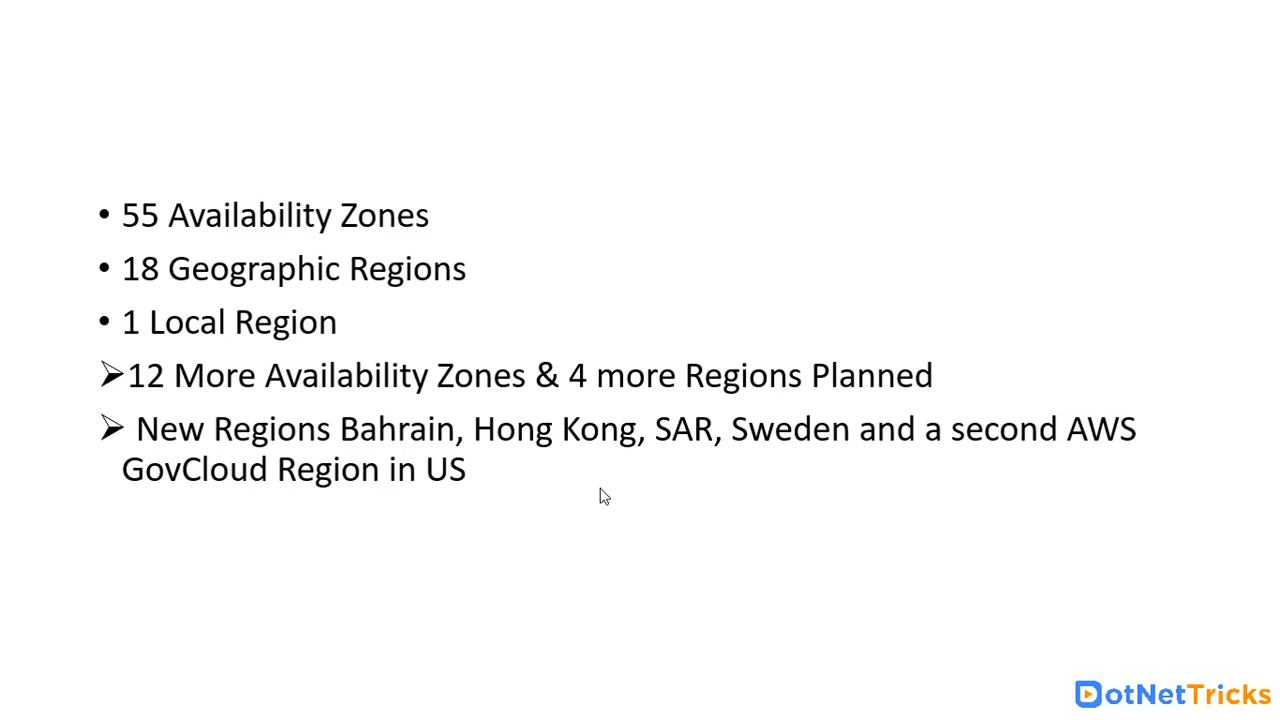 • 55 Availability Zones
• 18 Geographic Regions
• 1 Local Region
➢12 More Availability Zones & 4 more Regions Planned
➢ New Regions Bahrain, Hong Kong, SAR, Sweden and a second AWS
GovCloud Region in US
DotNetTricks